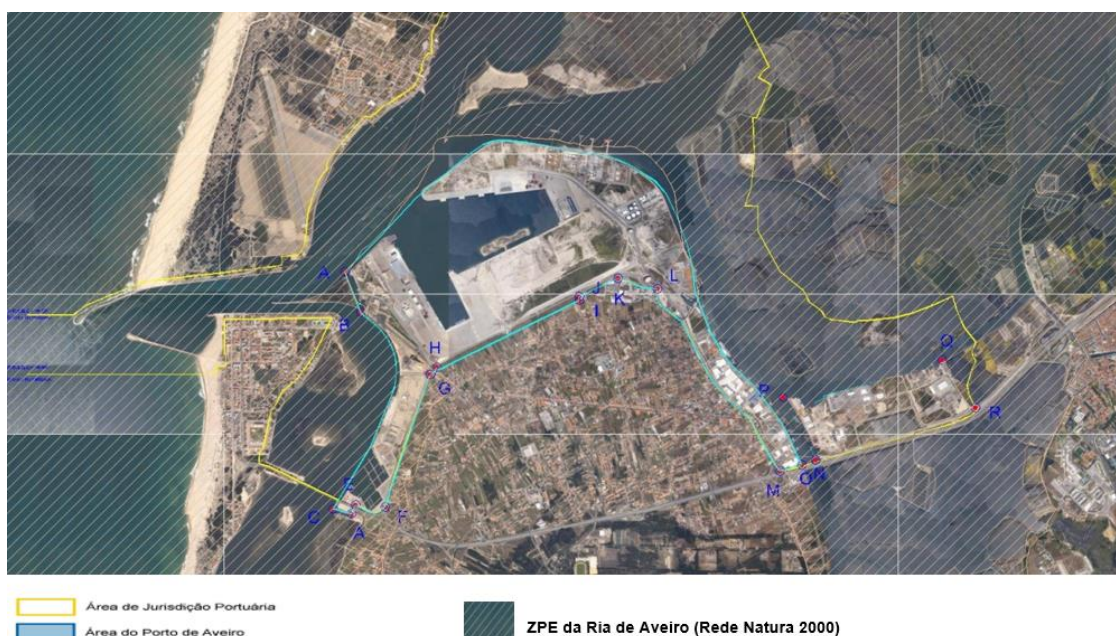 A
B
C
E
A
F
G
H
J
I
K
L
M
O
N
P
Q
R
Área de Jurisdição Portuária
Área do Porto de Aveiro
ZPE da Ria de Aveiro (Rede Natura 2000)